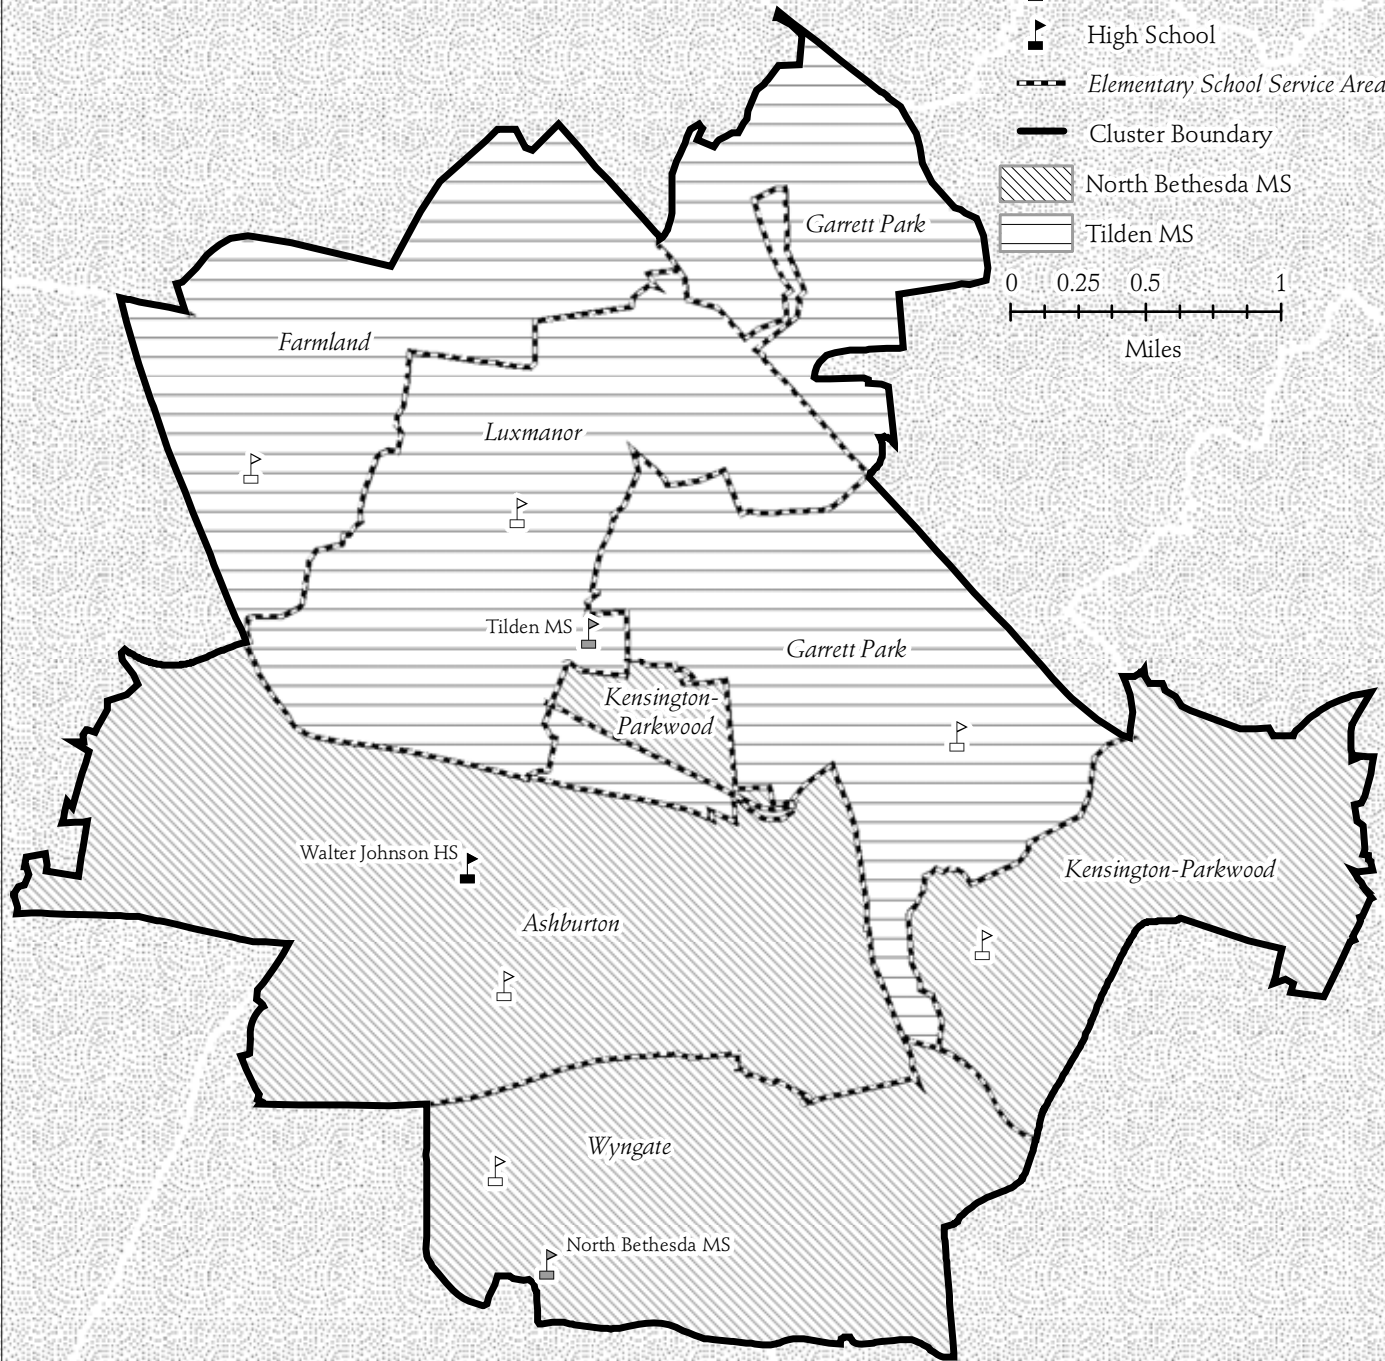 High School
Elementary School Service Area
Cluster Boundary
North Bethesda MS
Tilden MS
0 0.25 0.5 1
Miles
Garrett Park
Farmland
Luxmanor
Tilden MS
Garrett Park
Kensington-
Parkwood
Walter Johnson HS
Kensington-Parkwood
Ashburton
Wyngate
North Bethesda MS